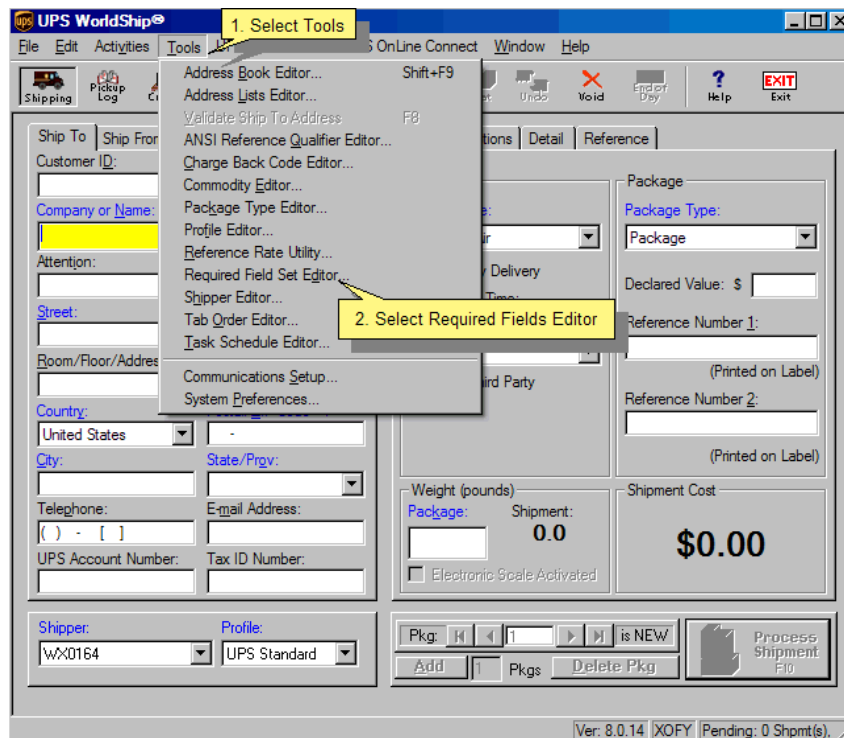 UPS WorldShip®
1. Select Tools
File Edit Activities Tools OnLine Connect Window Help
Shipping Pickup Log Undo Void End of Day Help EXIT Exit
Address Book Editor... Shift+F9
Address Lists Editor...
Validate Ship To Address F8
ANSI Reference Qualifier Editor...
Charge Back Code Editor...
Commodity Editor...
Package Type Editor...
Profile Editor...
Reference Rate Utility...
Required Field Set Editor...
Shipper Editor...
Tab Order Editor...
Task Schedule Editor...
Communications Setup...
System Preferences...
2. Select Required Fields Editor
Ship To Ship From Detail Reference
Customer ID:
Company or Name:
Attention:
Street:
Room/Floor/Address
Country:
United States -
City: State/Prov:
Telephone: E-mail Address:
( ) - [ ]
UPS Account Number: Tax ID Number:
Delivery
Third Party
Package
Package Type:
Package
Declared Value: $
Reference Number 1:
(Printed on Label)
Reference Number 2:
(Printed on Label)
Weight (pounds)
Package: Shipment:
0.0
Electronic Scale Activated
Shipment Cost
$0.00
Shipper: Profile:
WX0164 UPS Standard
Pkg: 1 is NEW
Add 1 Pkgs Delete Pkg
Process Shipment F10
Ver: 8.0.14 XOFY Pending: 0 Shpmt(s),